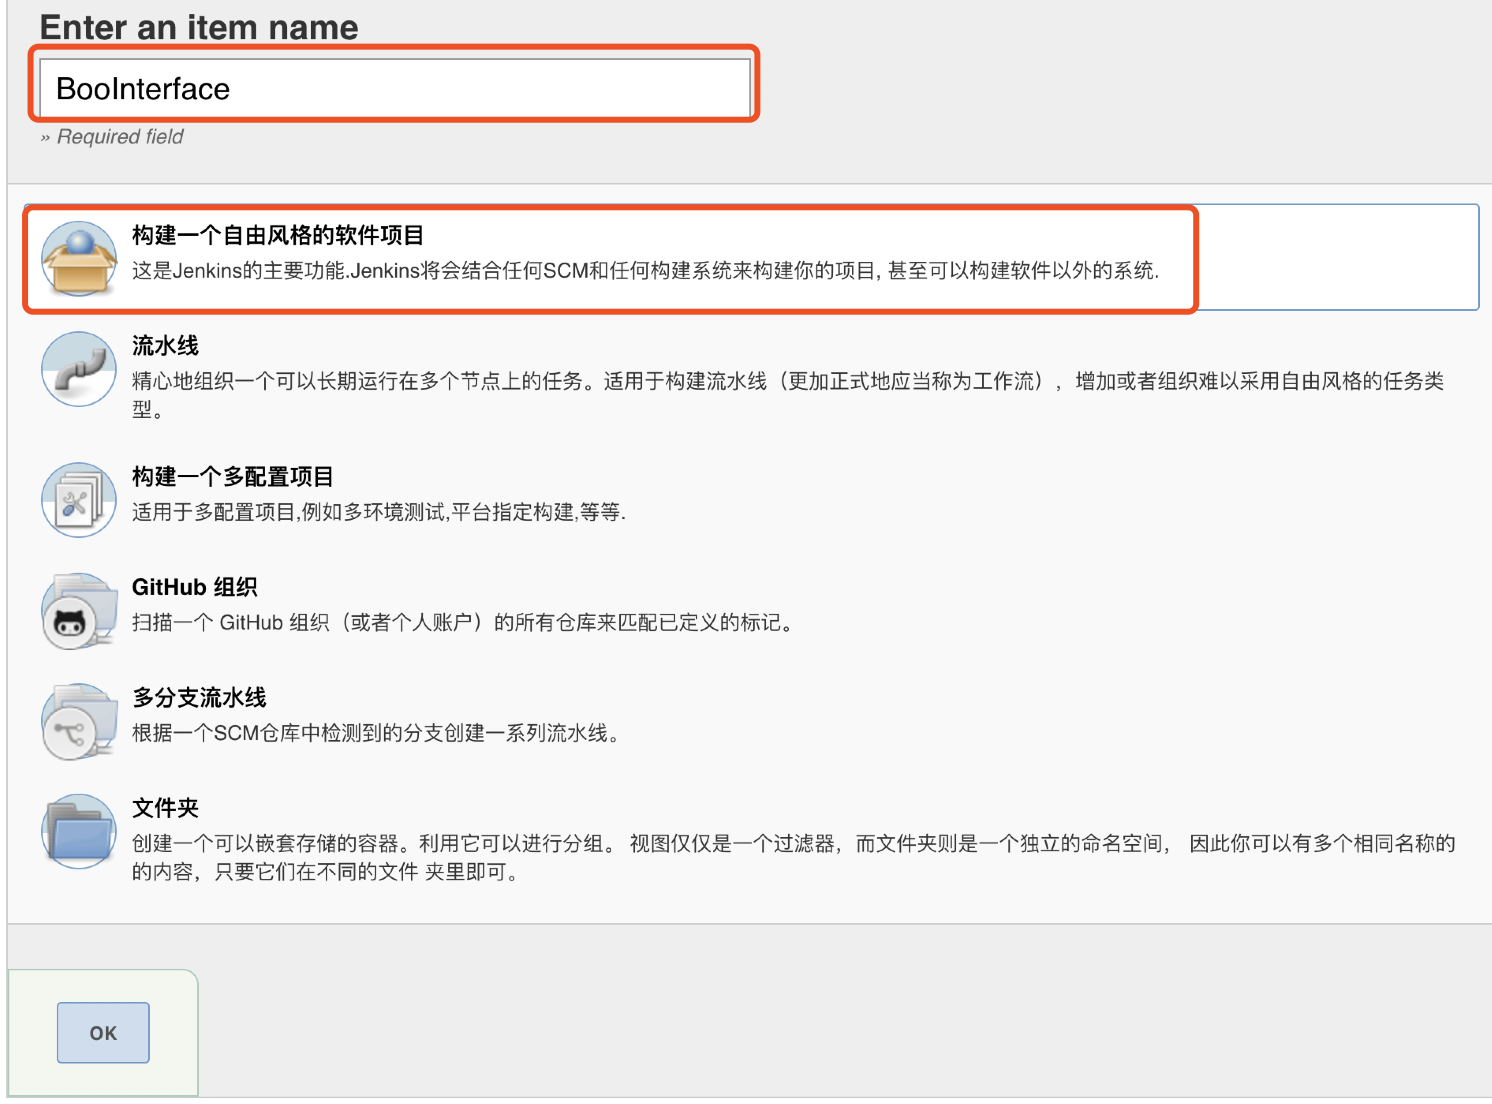 Enter an item name
BooInterface
» Required field
构建一个自由风格的软件项目
这是Jenkins的主要功能.Jenkins将会结合任何SCM和任何构建系统来构建你的项目, 甚至可以构建软件以外的系统.
流水线
精心地组织一个可以长期运行在多个节点上的任务。适用于构建流水线（更加正式地应当称为工作流），增加或者组织难以采用自由风格的任务类
型。
构建一个多配置项目
适用于多配置项目,例如多环境测试,平台指定构建,等等.
GitHub 组织
扫描一个 GitHub 组织（或者个人账户）的所有仓库来匹配已定义的标记。
多分支流水线
根据一个SCM仓库中检测到的分支创建一系列流水线。
文件夹
创建一个可以嵌套存储的容器。利用它可以进行分组。 视图仅仅是一个过滤器，而文件夹则是一个独立的命名空间， 因此你可以有多个相同名称的
的内容，只要它们在不同的文件 夹里即可。
OK